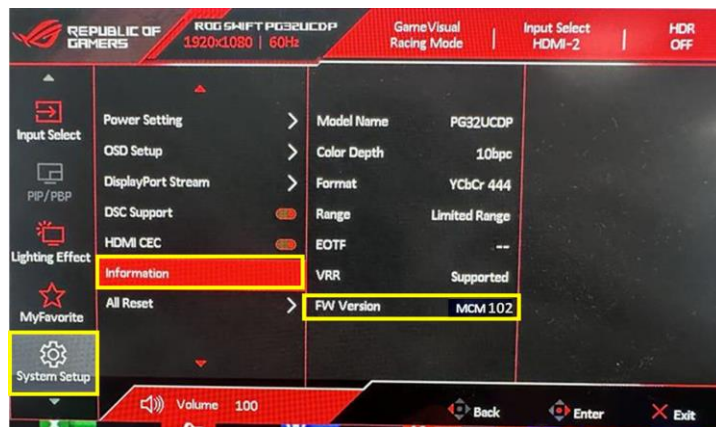 REPUBLIC OF
GAMERS
ROG SWIFT PG32UCDP
1920x1080 | 60Hz
GameVisual
Racing Mode
Input Select
HDMI-2
HDR
OFF
Input Select
PIP/PBP
Lighting Effect
MyFavorite
System Setup
Power Setting
OSD Setup
DisplayPort Stream
DSC Support
HDMI CEC
Information
All Reset
Model Name PG32UCDP
Color Depth 10bpc
Format YCbCr 444
Range Limited Range
EOTF --
VRR Supported
FW Version MCM102
Volume 100
Back
Enter
Exit